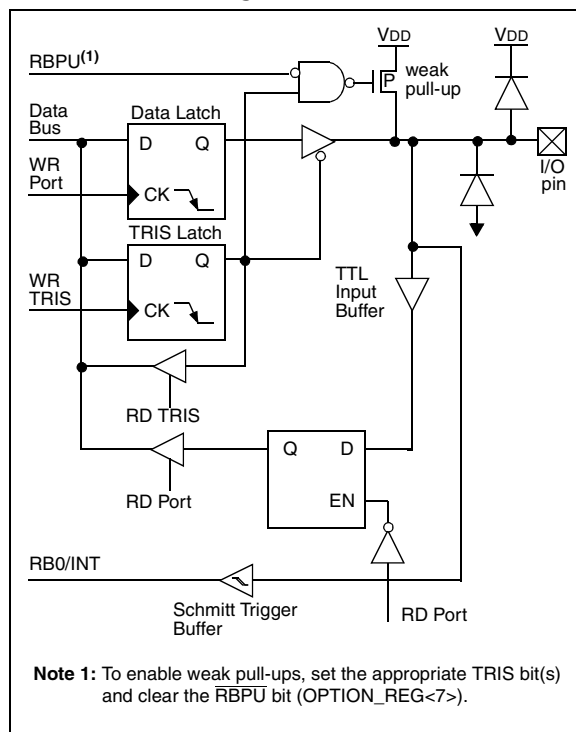 VDD
VDD
RBPU(1)
P
weak
pull-up
Data
Bus
Data Latch
D Q
WR
Port
CK
I/O
pin
TRIS Latch
D Q
WR
TRIS
CK
TTL
Input
Buffer
RD TRIS
Q D
RD Port
EN
RB0/INT
Schmitt Trigger
Buffer
RD Port
Note 1: To enable weak pull-ups, set the appropriate TRIS bit(s)
and clear the R̅B̅P̅U̅ bit (OPTION_REG<7>).